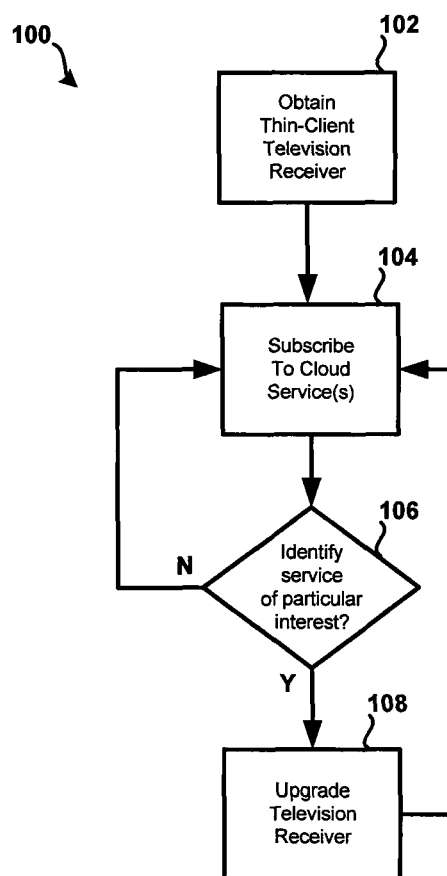 100
102
Obtain
Thin-Client
Television
Receiver
104
Subscribe
To Cloud
Service(s)
106
Identify
service
of particular
interest?
N
Y
108
Upgrade
Television
Receiver